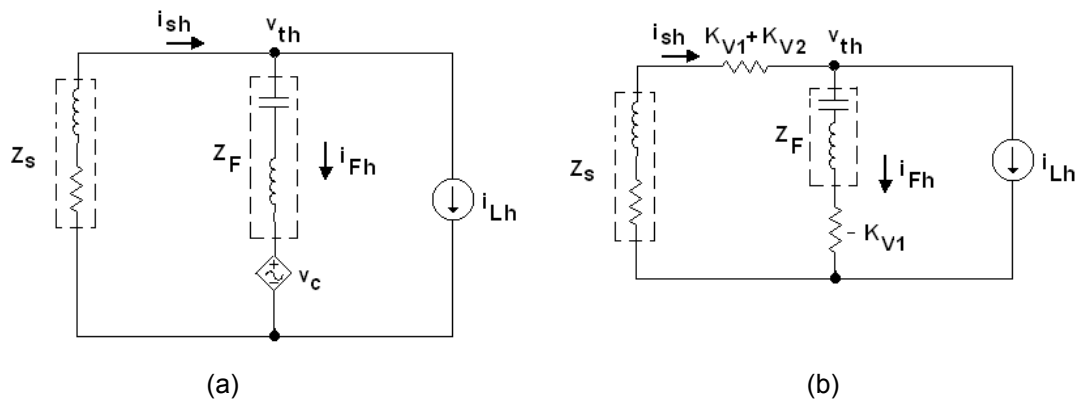 i_sh
v_th
Z_s
Z_F
i_Fh
i_Lh
v_c
(a)
i_sh
K_V1 + K_V2
v_th
Z_s
Z_F
i_Fh
i_Lh
- K_V1
(b)